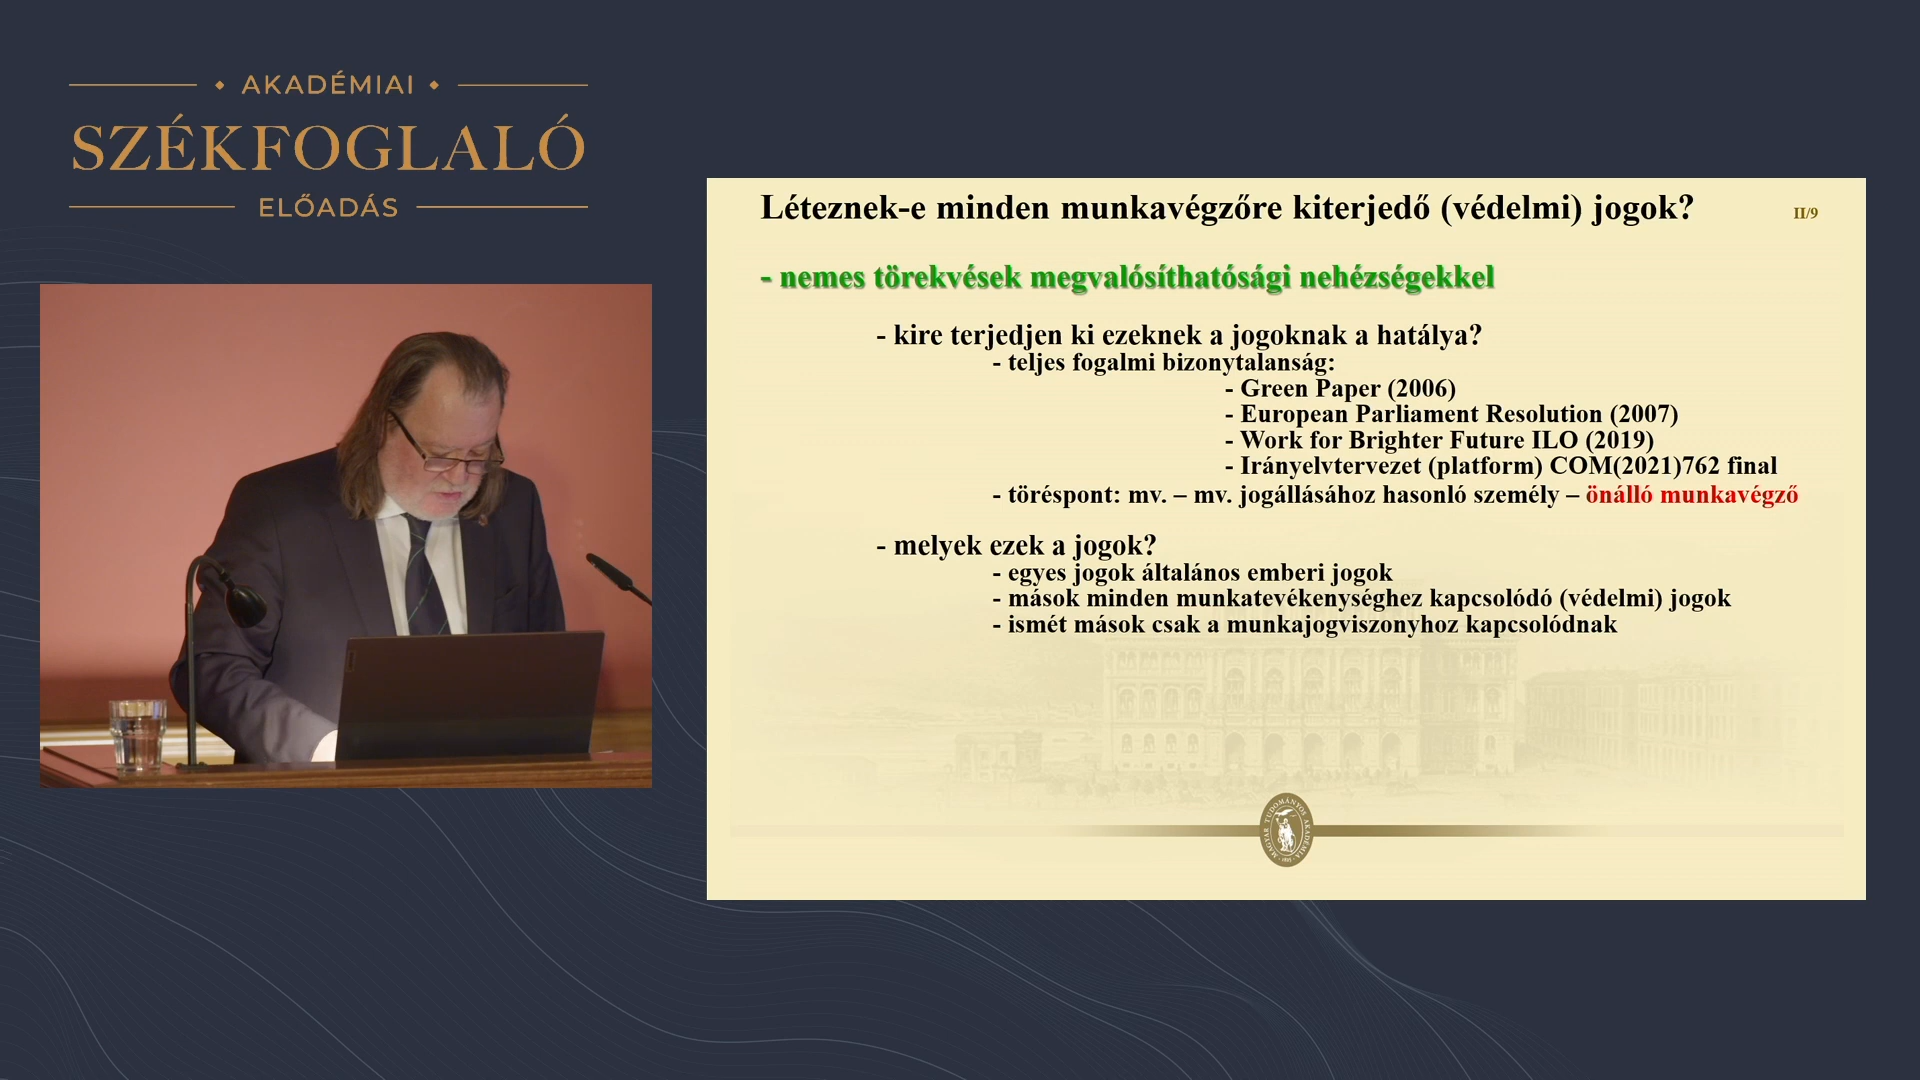 AKADÉMIAI
SZÉKFOGLALÓ
ELŐADÁS
Léteznek-e minden munkavégzőre kiterjedő (védelmi) jogok?
II/9
- nemes törekvések megvalósíthatósági nehézségekkel
- kire terjedjen ki ezeknek a jogoknak a hatálya?
- teljes fogalmi bizonytalanság:
- Green Paper (2006)
- European Parliament Resolution (2007)
- Work for Brighter Future ILO (2019)
- Irányelvtervezet (platform) COM(2021)762 final
- töréspont: mv. – mv. jogállásához hasonló személy – önálló munkavégző
- melyek ezek a jogok?
- egyes jogok általános emberi jogok
- mások minden munkatevékenységhez kapcsolódó (védelmi) jogok
- ismét mások csak a munkajogviszonyhoz kapcsolódnak
MAGYAR TUDOMÁNYOS AKADÉMIA